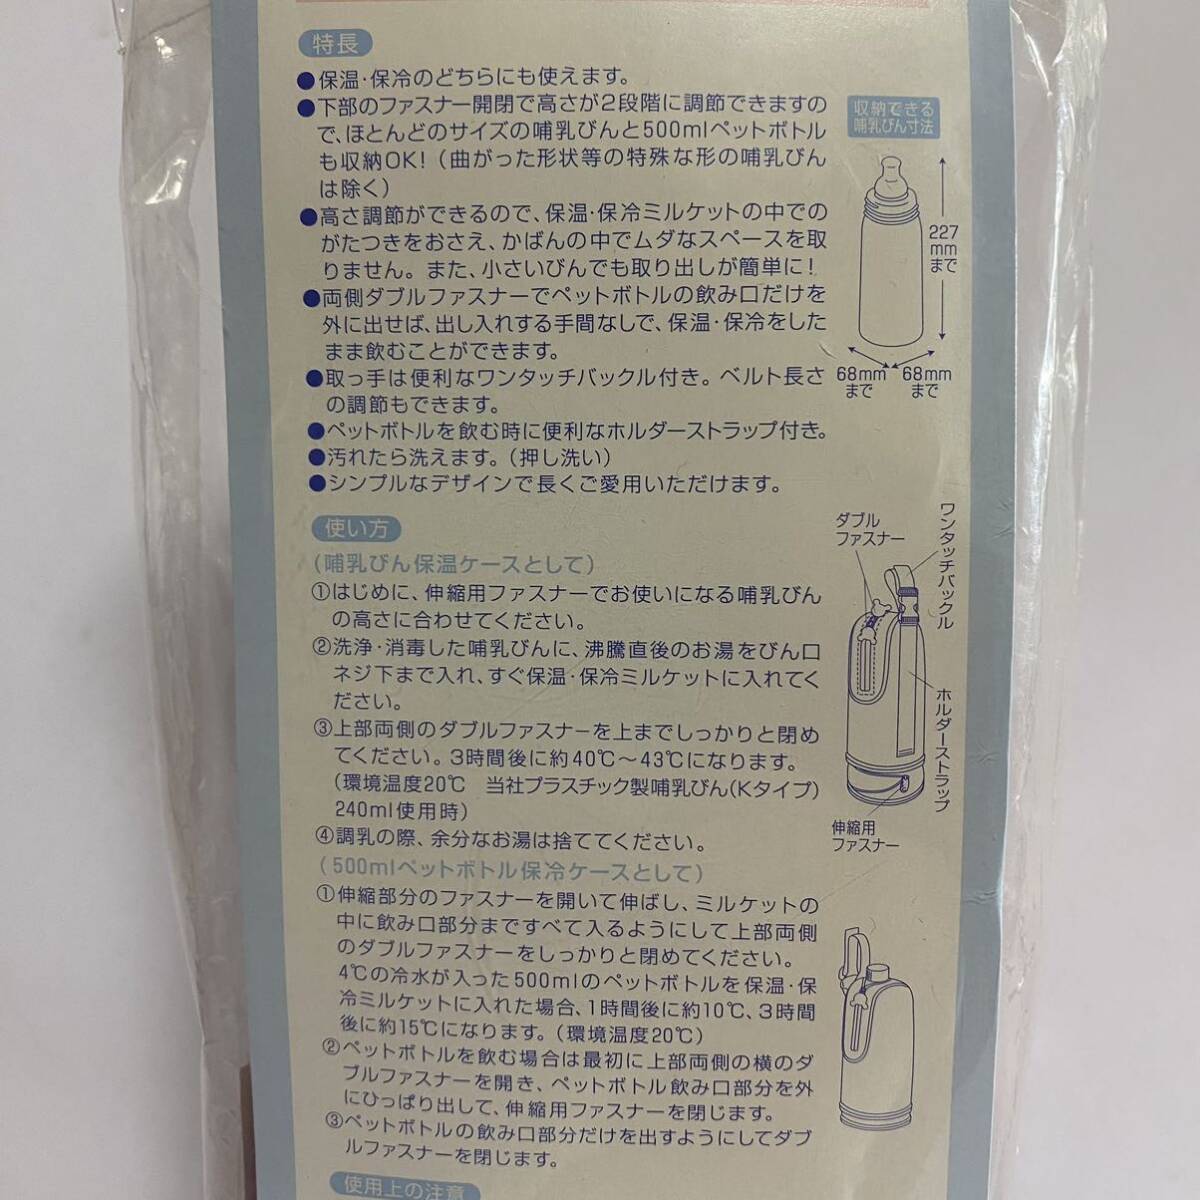 特長
●保温・保冷のどちらにも使えます。
●下部のファスナー開閉で高さが2段階に調節できますの
で、ほとんどのサイズの哺乳びんと500mlペットボトル
も収納OK!(曲がった形状等の特殊な形の哺乳びん
は除く)
●高さ調節ができるので、保温・保冷ミルケットの中での
がたつきをおさえ、かばんの中でムダなスペースを取
りません。また、小さいびんでも取り出しが簡単に!
●両側ダブルファスナーでペットボトルの飲み口だけを
外に出せば、出し入れする手間なしで、保温・保冷をした
まま飲むことができます。
●取っ手は便利なワンタッチバックル付き。ベルト長さ
の調節もできます。
●ペットボトルを飲む時に便利なホルダーストラップ付き。
●汚れたら洗えます。(押し洗い)
●シンプルなデザインで長くご愛用いただけます。
収納できる
哺乳びん寸法
227
mm
まで
68mm
まで
68mm
まで
使い方
(哺乳びん保温ケースとして)
①はじめに、伸縮用ファスナーでお使いになる哺乳びん
の高さに合わせてください。
②洗浄・消毒した哺乳びんに、沸騰直後のお湯をびん口
ネジ下まで入れ、すぐ保温・保冷ミルケットに入れてく
ださい。
③上部両側のダブルファスナーを上までしっかりと閉め
てください。3時間後に約40℃～43℃になります。
(環境温度20℃　当社プラスチック製哺乳びん(Kタイプ)
240ml使用時)
④調乳の際、余分なお湯は捨ててください。
(500mlペットボトル保冷ケースとして)
①伸縮部分のファスナーを開いて伸ばし、ミルケットの
中に飲み口部分まですべて入るようにして上部両側
のダブルファスナーをしっかりと閉めてください。
4℃の冷水が入った500mlのペットボトルを保温・保
冷ミルケットに入れた場合、1時間後に約10℃、3時間
後に約15℃になります。(環境温度20℃)
②ペットボトルを飲む場合は最初に上部両側の横のダ
ブルファスナーを開き、ペットボトル飲み口部分を外
にひっぱり出して、伸縮用ファスナーを閉じます。
③ペットボトルの飲み口部分だけを出すようにしてダブ
ルファスナーを閉じます。
ダブル
ファスナー
ワンタッチバックル
ホルダーストラップ
伸縮用
ファスナー
使用上の注意